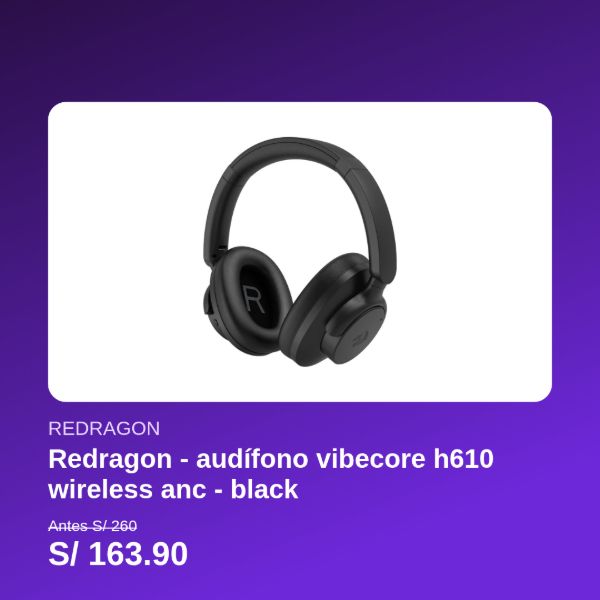 R
REDRAGON
Redragon - audífono vibecore h610
wireless anc - black
Antes S/ 260
S/ 163.90